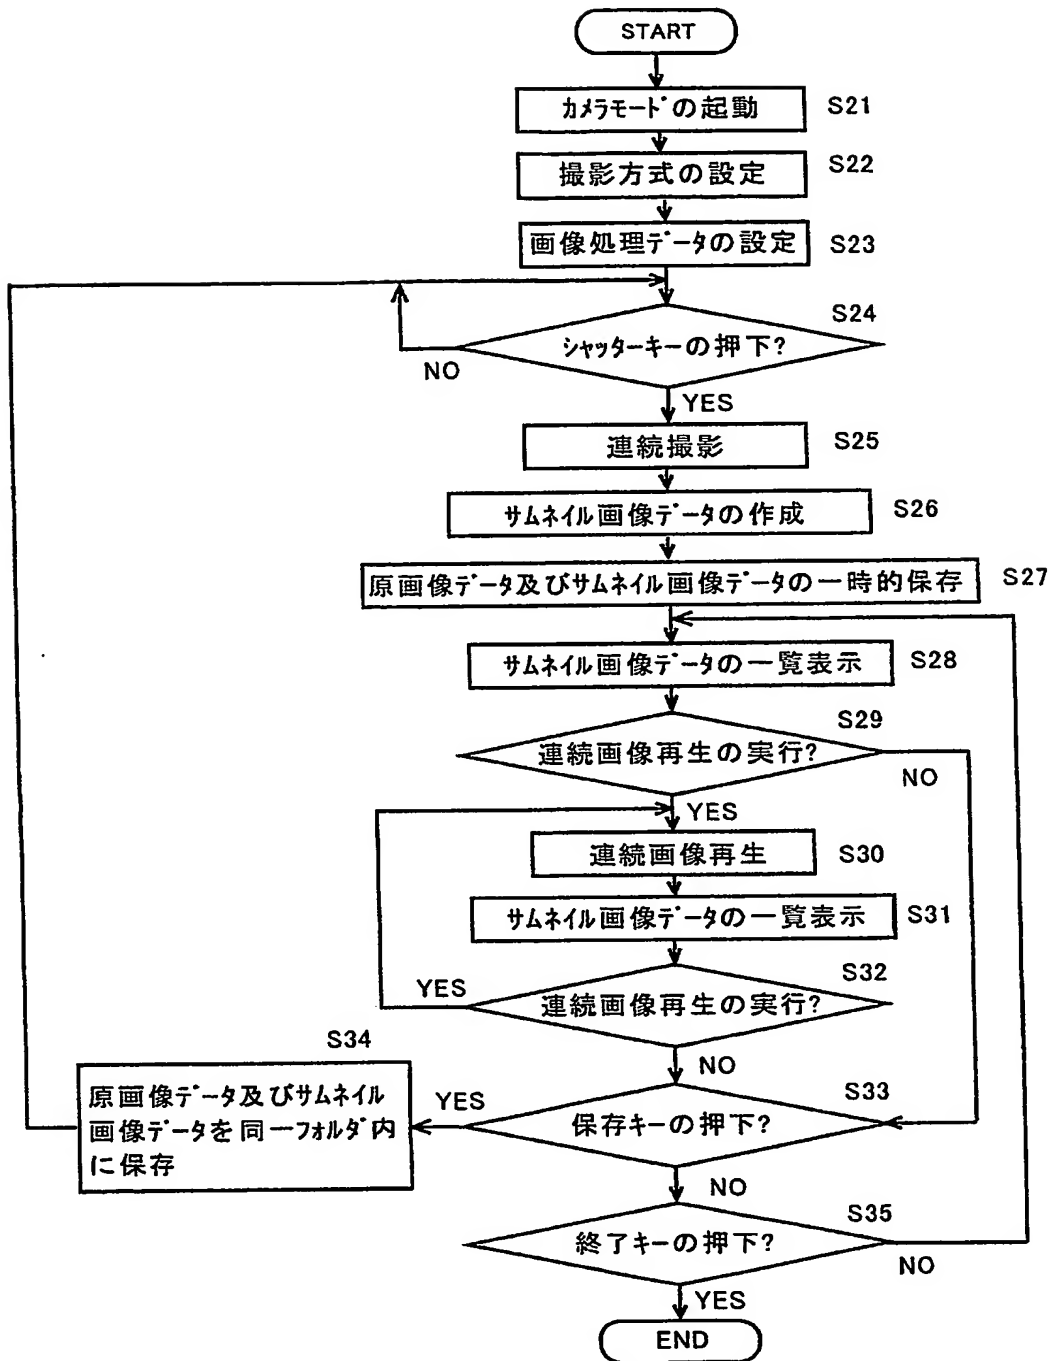 START
カメラモードの起動 S21
撮影方式の設定 S22
画像処理データの設定 S23
S24
シャッターキーの押下?
NO
YES
連続撮影 S25
サムネイル画像データの作成 S26
原画像データ及びサムネイル画像データの一時的保存 S27
サムネイル画像データの一覧表示 S28
S29
連続画像再生の実行?
NO
YES
連続画像再生 S30
サムネイル画像データの一覧表示 S31
S32
連続画像再生の実行?
YES
NO
S33
保存キーの押下?
YES
S34
原画像データ及びサムネイル
画像データを同一フォルダ内
に保存
NO
S35
終了キーの押下?
NO
YES
END